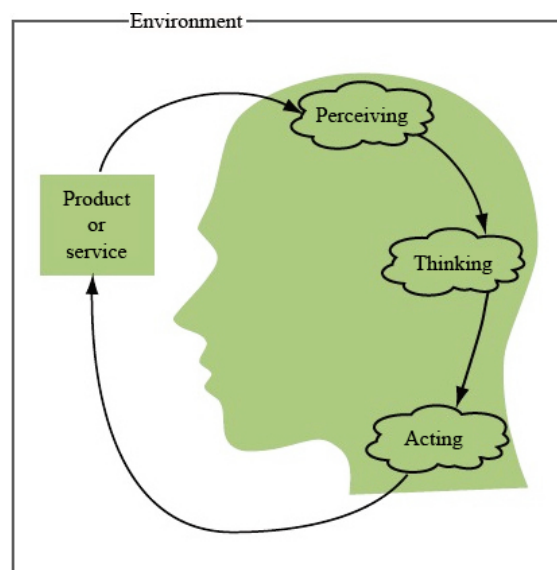 Environment
Perceiving
Product
or
service
Thinking
Acting